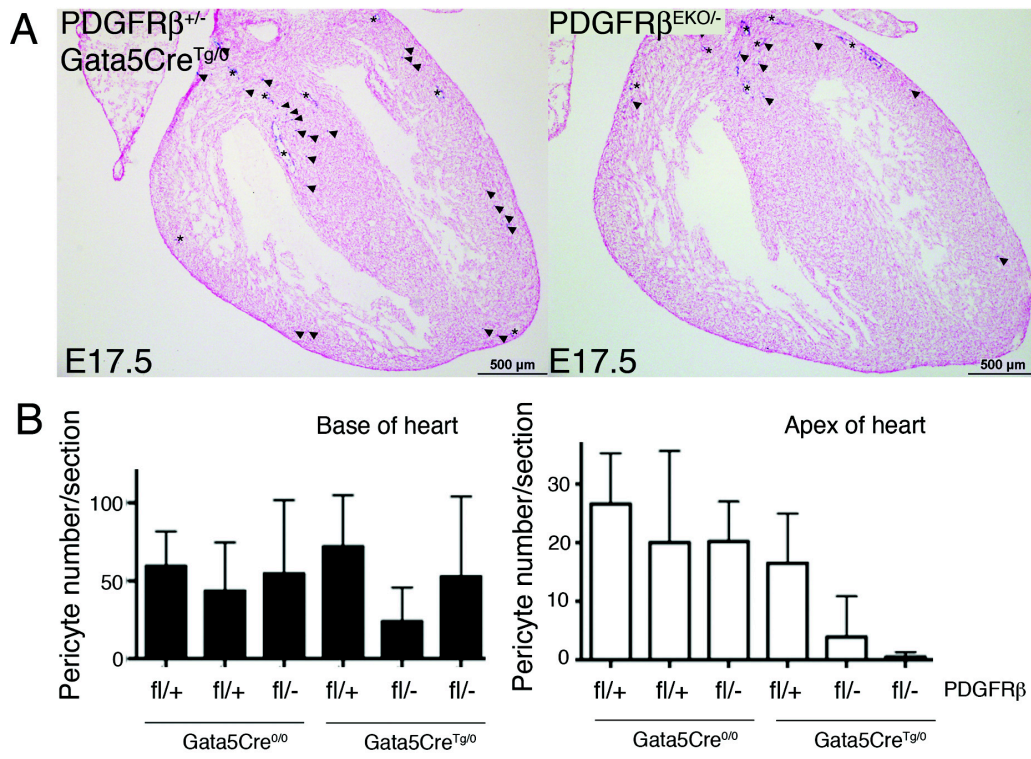 A
PDGFRβ+/-
Gata5CreTg/0
PDGFRβEKO/-
E17.5
500 µm
E17.5
500 µm
B
Base of heart
Pericyte number/section
100
50
0
fl/+ fl/+ fl/- fl/+ fl/- fl/-
Gata5Cre0/0 Gata5CreTg/0
Apex of heart
Pericyte number/section
30
20
10
0
fl/+ fl/+ fl/- fl/+ fl/- fl/- PDGFRβ
Gata5Cre0/0 Gata5CreTg/0